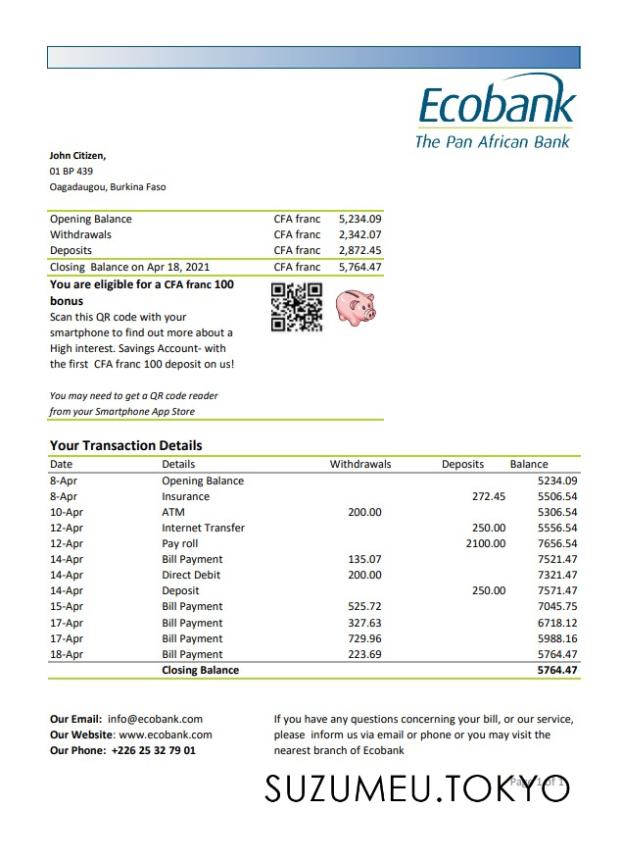 Ecobank
The Pan African Bank
John Citizen,
01 BP 439
Oagadaugou, Burkina Faso
Opening Balance CFA franc 5,234.09
Withdrawals CFA franc 2,342.07
Deposits CFA franc 2,872.45
Closing Balance on Apr 18, 2021 CFA franc 5,764.47
You are eligible for a CFA franc 100
bonus
Scan this QR code with your
smartphone to find out more about a
High interest. Savings Account- with
the first CFA franc 100 deposit on us!
You may need to get a QR code reader
from your Smartphone App Store
Your Transaction Details
Date Details Withdrawals Deposits Balance
8-Apr Opening Balance 5234.09
8-Apr Insurance 272.45 5506.54
10-Apr ATM 200.00 5306.54
12-Apr Internet Transfer 250.00 5556.54
12-Apr Pay roll 2100.00 7656.54
14-Apr Bill Payment 135.07 7521.47
14-Apr Direct Debit 200.00 7321.47
14-Apr Deposit 250.00 7571.47
15-Apr Bill Payment 525.72 7045.75
17-Apr Bill Payment 327.63 6718.12
17-Apr Bill Payment 729.96 5988.16
18-Apr Bill Payment 223.69 5764.47
Closing Balance 5764.47
Our Email: info@ecobank.com
Our Website: www.ecobank.com
Our Phone: +226 25 32 79 01
If you have any questions concerning your bill, or our service,
please inform us via email or phone or you may visit the
nearest branch of Ecobank
Page 1 of 1
SUZUMEU.TOKYO